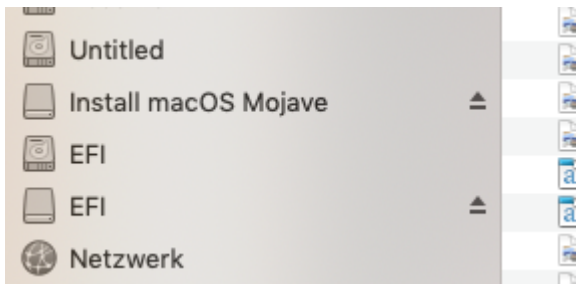 Untitled
Install macOS Mojave
EFI
EFI
Netzwerk